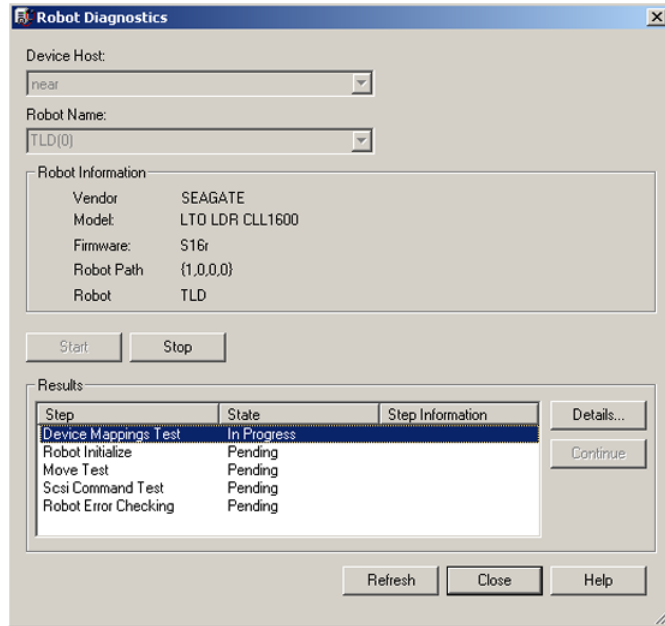 Robot Diagnostics
Device Host:
near
Robot Name:
TLD(0)
Robot Information
Vendor SEAGATE
Model: LTO LDR CLL1600
Firmware: S16r
Robot Path {1,0,0,0}
Robot TLD
Start Stop
Results
Step State Step Information Details...
Device Mappings Test In Progress
Robot Initialize Pending Continue
Move Test Pending
Scsi Command Test Pending
Robot Error Checking Pending
Refresh Close Help